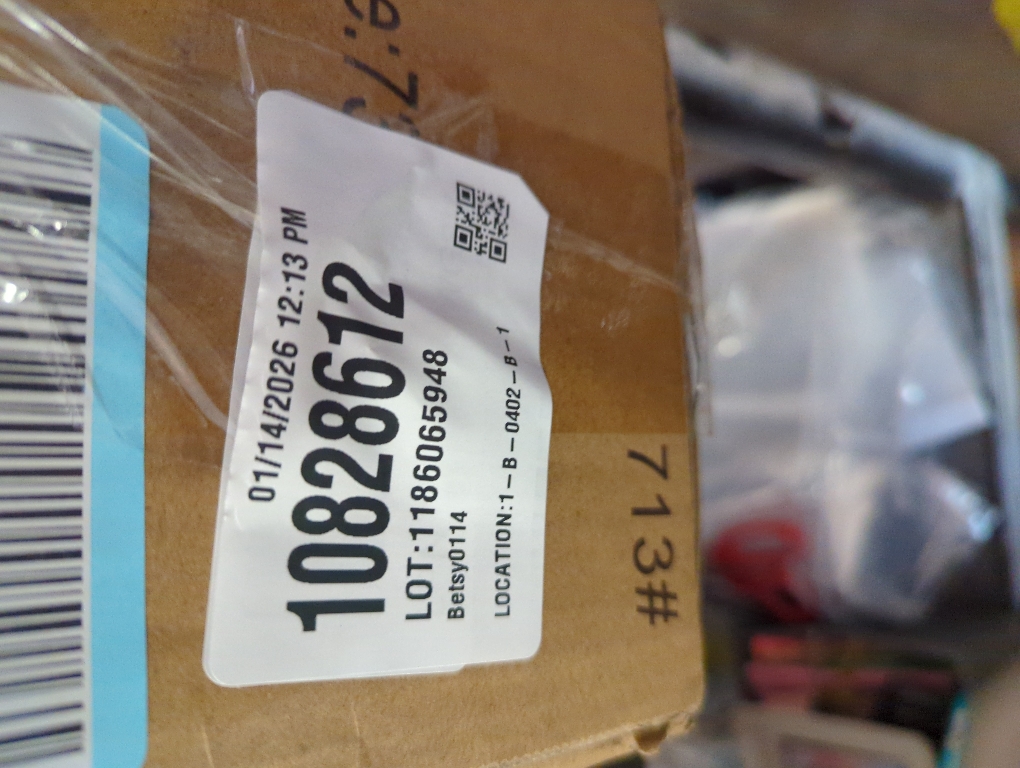 01/14/2026 12:13 PM
10828612
LOT:1186065948
Betsy0114
LOCATION:1-B-0402-B-1
713#